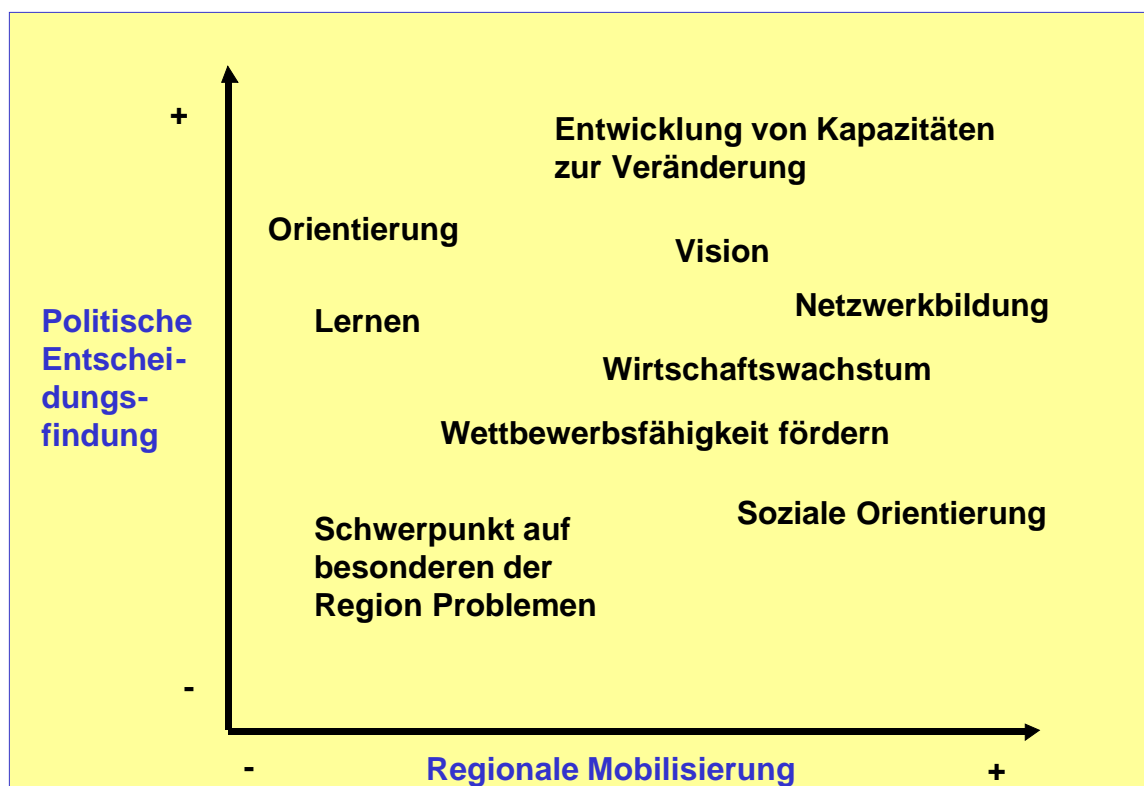 +
Entwicklung von Kapazitäten
zur Veränderung
Orientierung
Vision
Netzwerkbildung
Politische
Entschei-
dungs-
findung
Lernen
Wirtschaftswachstum
Wettbewerbsfähigkeit fördern
Soziale Orientierung
Schwerpunkt auf
besonderen der
Region Problemen
-
-
Regionale Mobilisierung
+